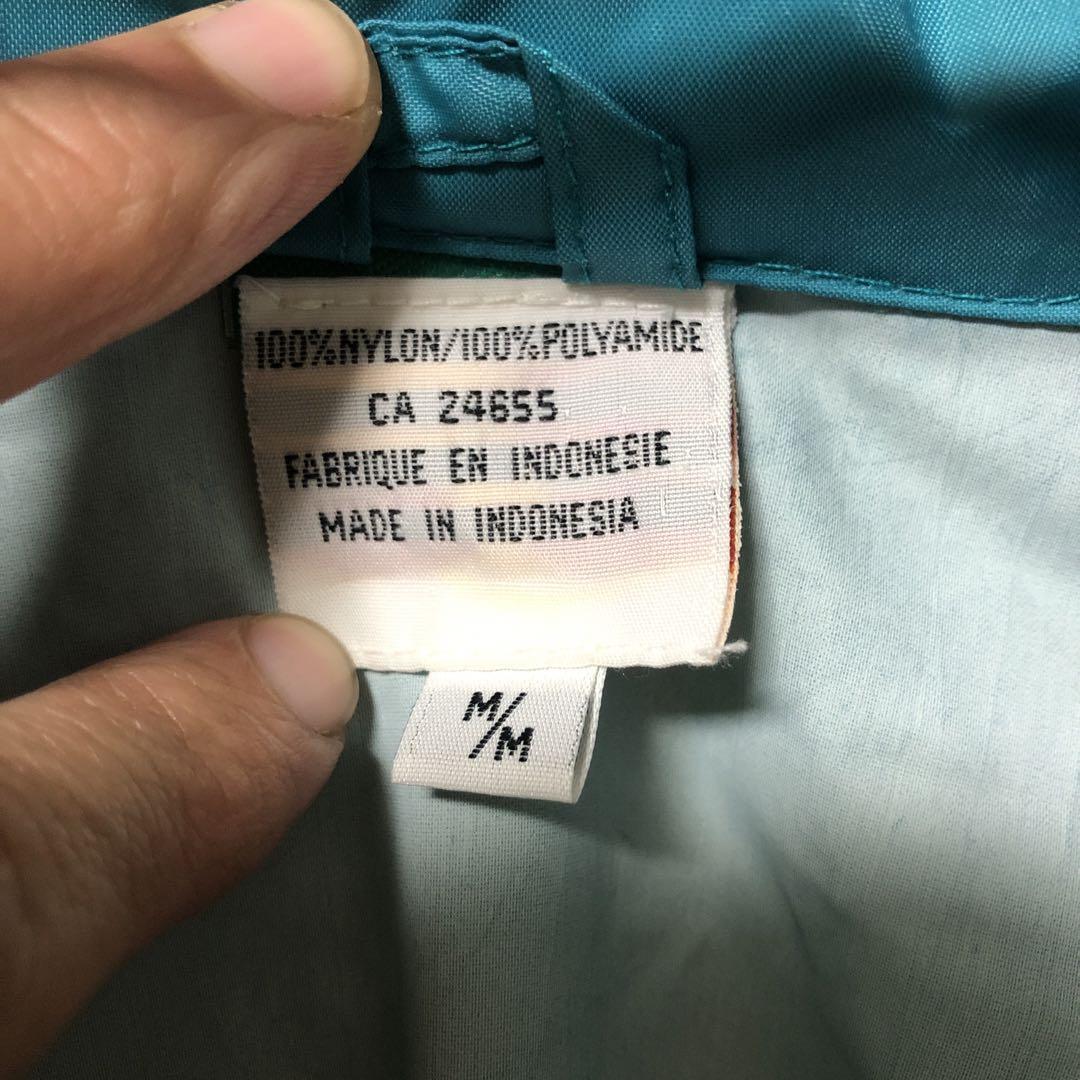 100%NYLON/100%POLYAMIDE
CA 24655
FABRIQUE EN INDONESIE
MADE IN INDONESIA
M/M